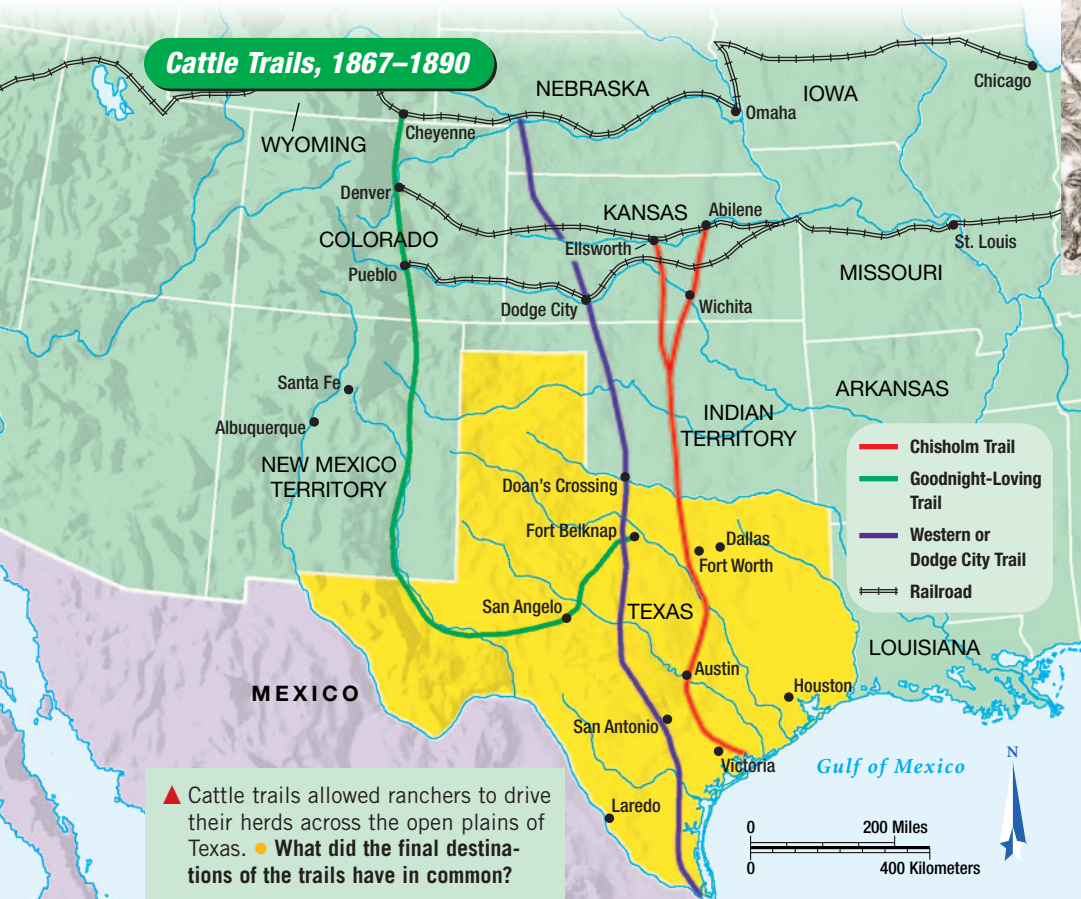 Cattle Trails, 1867–1890
NEBRASKA
IOWA
Chicago
Omaha
WYOMING
Cheyenne
Denver
KANSAS
Abilene
COLORADO
Ellsworth
St. Louis
Pueblo
MISSOURI
Dodge City
Wichita
Santa Fe
ARKANSAS
Albuquerque
INDIAN
TERRITORY
NEW MEXICO
TERRITORY
Doan's Crossing
Chisholm Trail
Goodnight-Loving
Trail
Western or
Dodge City Trail
Railroad
Fort Belknap
Dallas
Fort Worth
San Angelo
TEXAS
LOUISIANA
Austin
MEXICO
Houston
San Antonio
Victoria
Gulf of Mexico
Laredo
N
0 200 Miles
0 400 Kilometers
▲ Cattle trails allowed ranchers to drive
their herds across the open plains of
Texas. ● What did the final destina-
tions of the trails have in common?